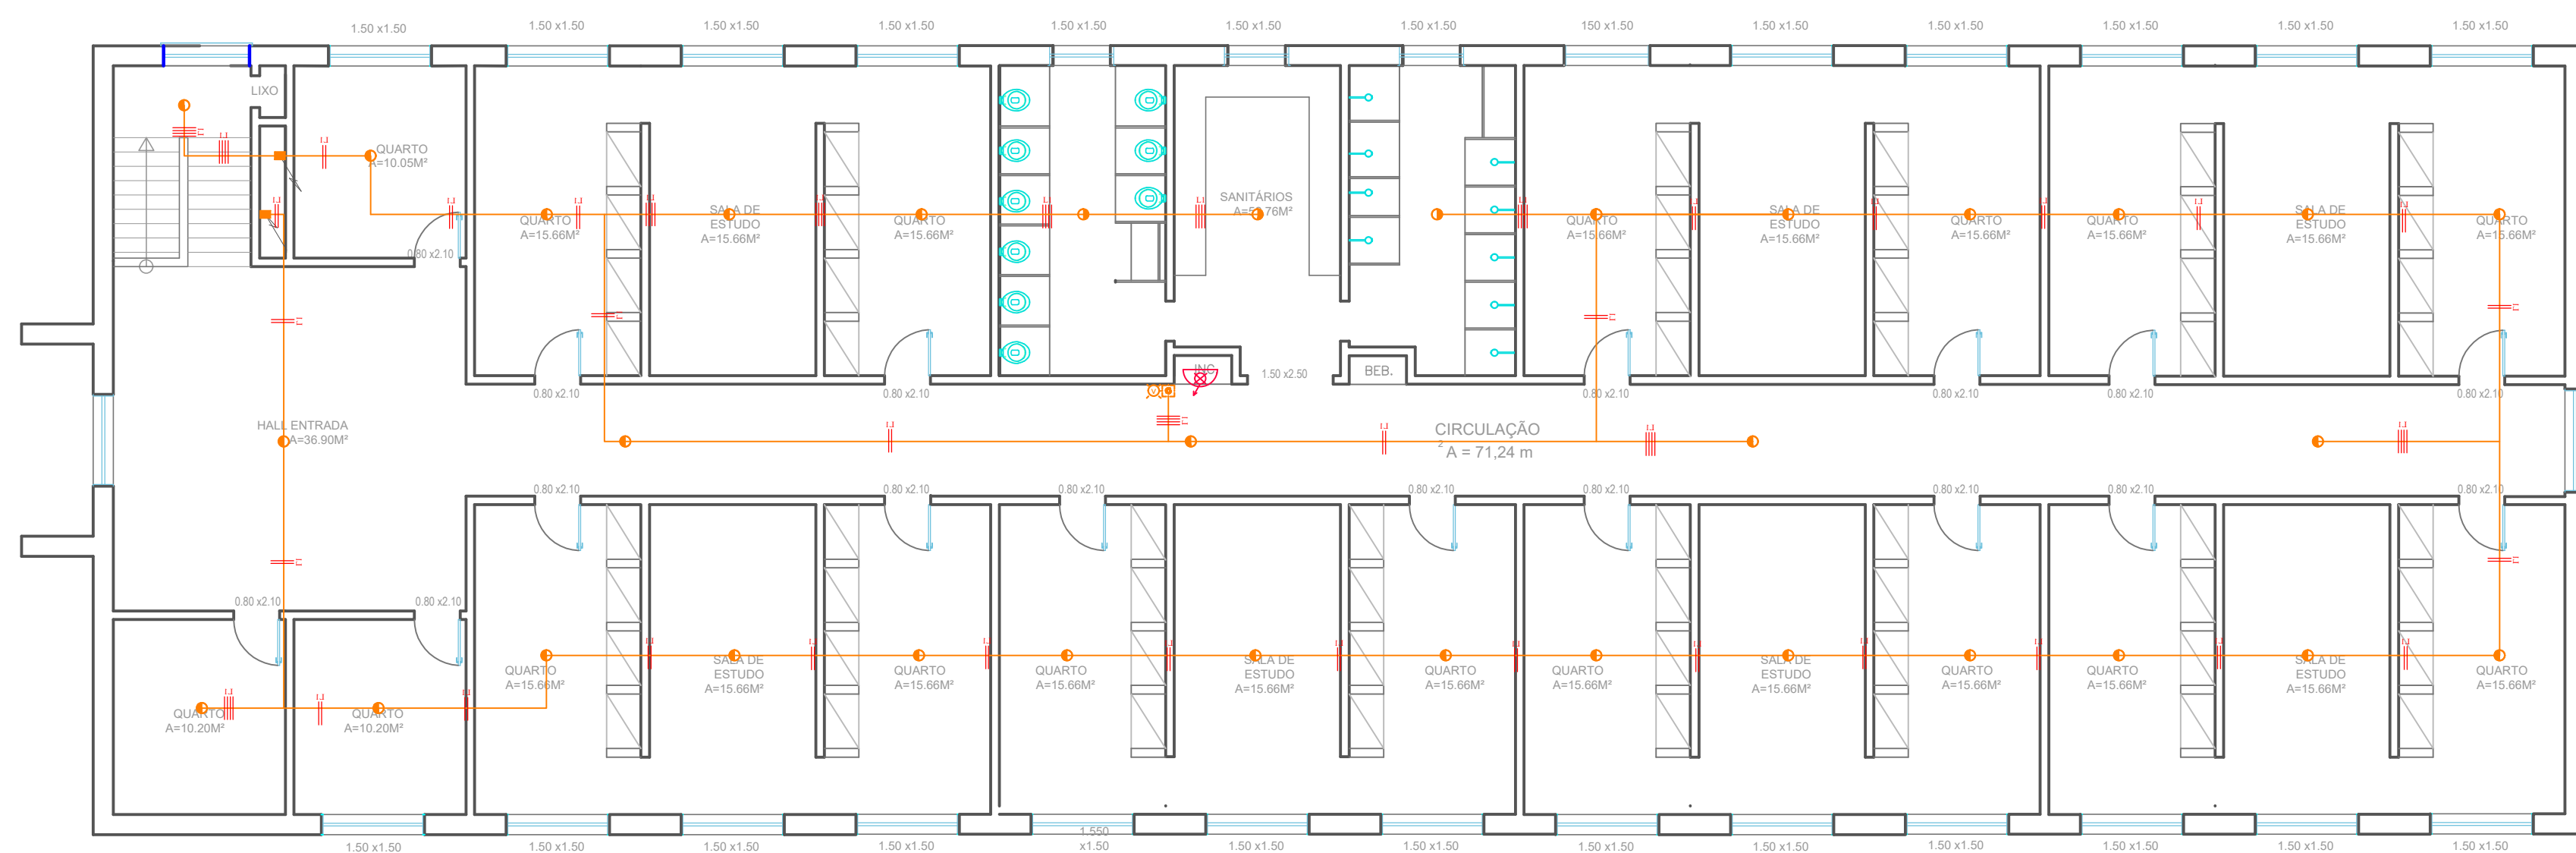 1.50 x1.50
1.50 x1.50
1.50 x1.50
1.50 x1.50
1.50 x1.50
1.50 x1.50
1.50 x1.50
150 x1.50
1.50 x1.50
1.50 x1.50
1.50 x1.50
1.50 x1.50
1.50 x1.50
LIXO
QUARTO
A=10.05M²
0.80 x2.10
QUARTO
A=15.66M²
SALA DE
ESTUDO
A=15.66M²
QUARTO
A=15.66M²
SANITÁRIOS
QUARTO
A=15.66M²
SALA DE
ESTUDO
A=15.66M²
QUARTO
A=15.66M²
QUARTO
A=15.66M²
SALA DE
ESTUDO
A=15.66M²
QUARTO
A=15.66M²
INC
1.50 x2.50
BEB.
0.80 x2.10
0.80 x2.10
0.80 x2.10
0.80 x2.10
0.80 x2.10
0.80 x2.10
HALL ENTRADA
A=36.90M²
CIRCULAÇÃO
2
A = 71,24 m
0.80 x2.10
0.80 x2.10
0.80 x2.10
0.80 x2.10
0.80 x2.10
0.80 x2.10
0.80 x2.10
0.80 x2.10
0.80 x2.10
0.80 x2.10
QUARTO
A=10.20M²
QUARTO
A=10.20M²
QUARTO
A=15.66M²
SALA DE
ESTUDO
A=15.66M²
QUARTO
A=15.66M²
QUARTO
A=15.66M²
SALA DE
ESTUDO
A=15.66M²
QUARTO
A=15.66M²
QUARTO
A=15.66M²
SALA DE
ESTUDO
A=15.66M²
QUARTO
A=15.66M²
QUARTO
A=15.66M²
SALA DE
ESTUDO
A=15.66M²
QUARTO
A=15.66M²
1.50 x1.50
1.50 x1.50
1.50 x1.50
1.50 x1.50
1.550
x1.50
1.50 x1.50
1.50 x1.50
1.50 x1.50
1.50 x1.50
1.50 x1.50
1.50 x1.50
1.50 x1.50
1.50 x1.50